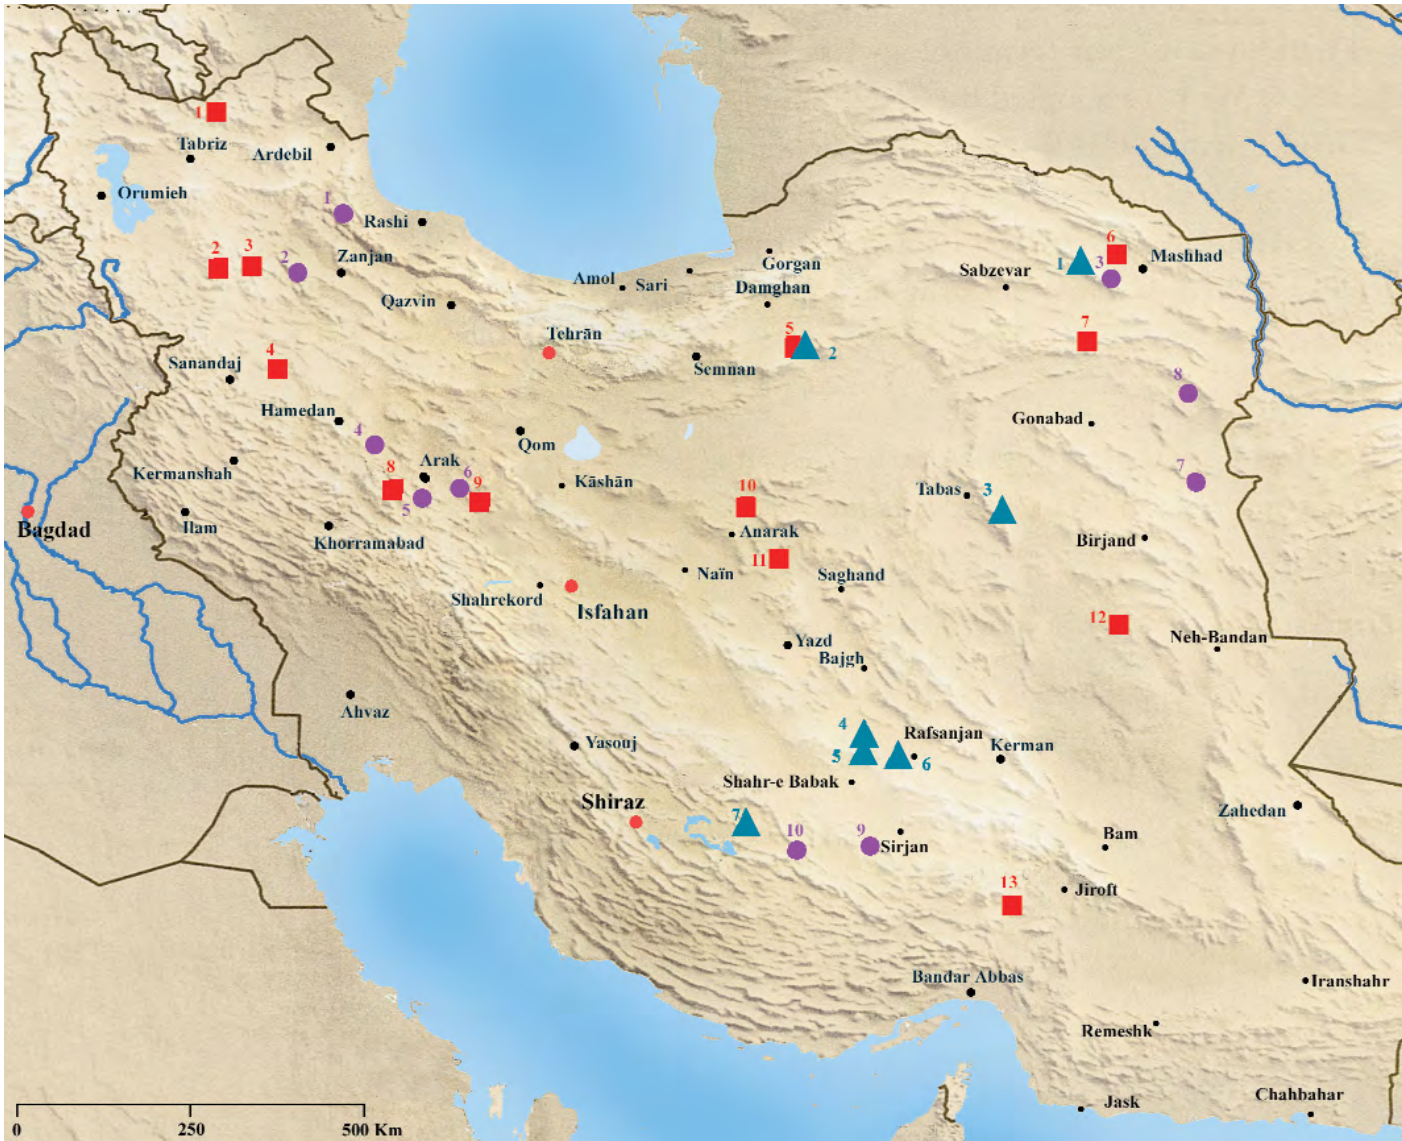 1
Tabriz
Ardebil
Orumieh
1
Rashi
2
3
2
Zanjan
Qazvin
Amol
Sari
Gorgan
Damghan
Sabzevar
1
6
3
Mashhad
Tehrān
5
2
Semnan
7
4
Sanandaj
8
Hamedan
Gonabad
4
Qom
Kermanshah
Arak
8
6
9
5
Kāshān
10
Tabas
3
7
Bagdad
Ilam
Khorramabad
Anarak
Birjand
11
Naïn
Saghand
Shahrekord
Isfahan
12
Neh-Bandan
Yazd
Bajgh
Ahvaz
4
Rafsanjan
Yasouj
5
6
Kerman
Shahr-e Babak
Shiraz
7
Zahedan
10
9
Sirjan
Bam
13
Jiroft
Bandar Abbas
Iranshahr
Remeshk
Jask
Chahbahar
0
250
500 Km